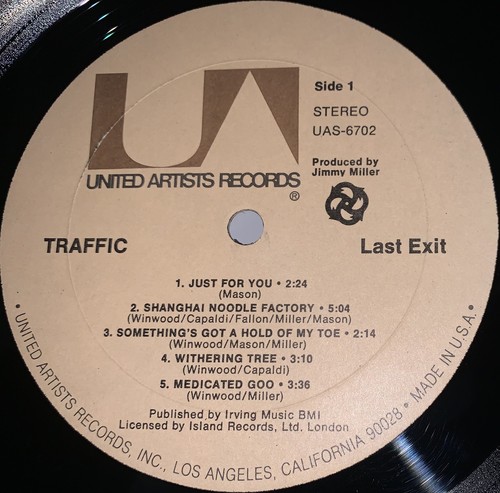 UA
UNITED ARTISTS RECORDS
®
Side 1
STEREO
UAS-6702
Produced by
Jimmy Miller
TRAFFIC
Last Exit
1. JUST FOR YOU • 2:24
(Mason)
2. SHANGHAI NOODLE FACTORY • 5:04
(Winwood/Capaldi/Fallon/Miller/Mason)
3. SOMETHING'S GOT A HOLD OF MY TOE • 2:14
(Winwood/Mason/Miller)
4. WITHERING TREE • 3:10
(Winwood/Capaldi)
5. MEDICATED GOO • 3:36
(Winwood/Miller)
Published by Irving Music BMI
Licensed by Island Records, Ltd. London
• UNITED ARTISTS RECORDS, INC., LOS ANGELES, CALIFORNIA 90028 • MADE IN U.S.A. •